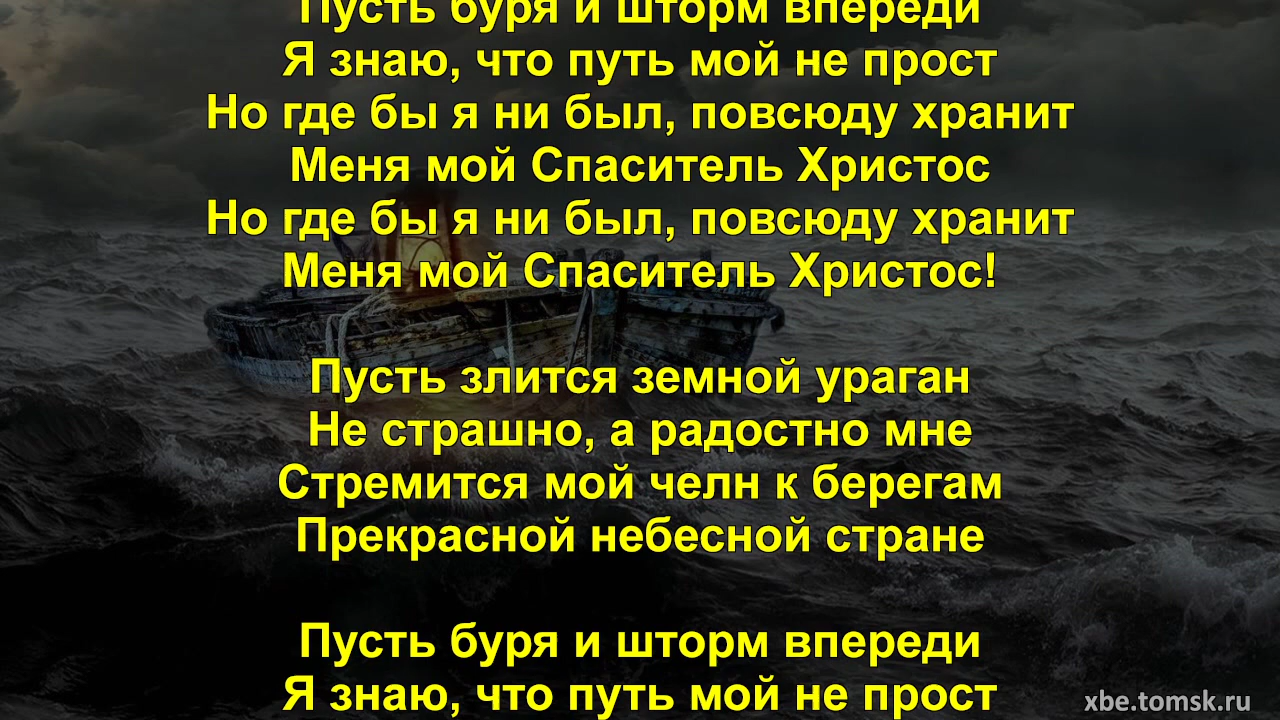 Пусть буря и шторм впереди
Я знаю, что путь мой не прост
Но где бы я ни был, повсюду хранит
Меня мой Спаситель Христос
Но где бы я ни был, повсюду хранит
Меня мой Спаситель Христос!
Пусть злится земной ураган
Не страшно, а радостно мне
Стремится мой челн к берегам
Прекрасной небесной стране
Пусть буря и шторм впереди
Я знаю, что путь мой не прост
xbe.tomsk.ru